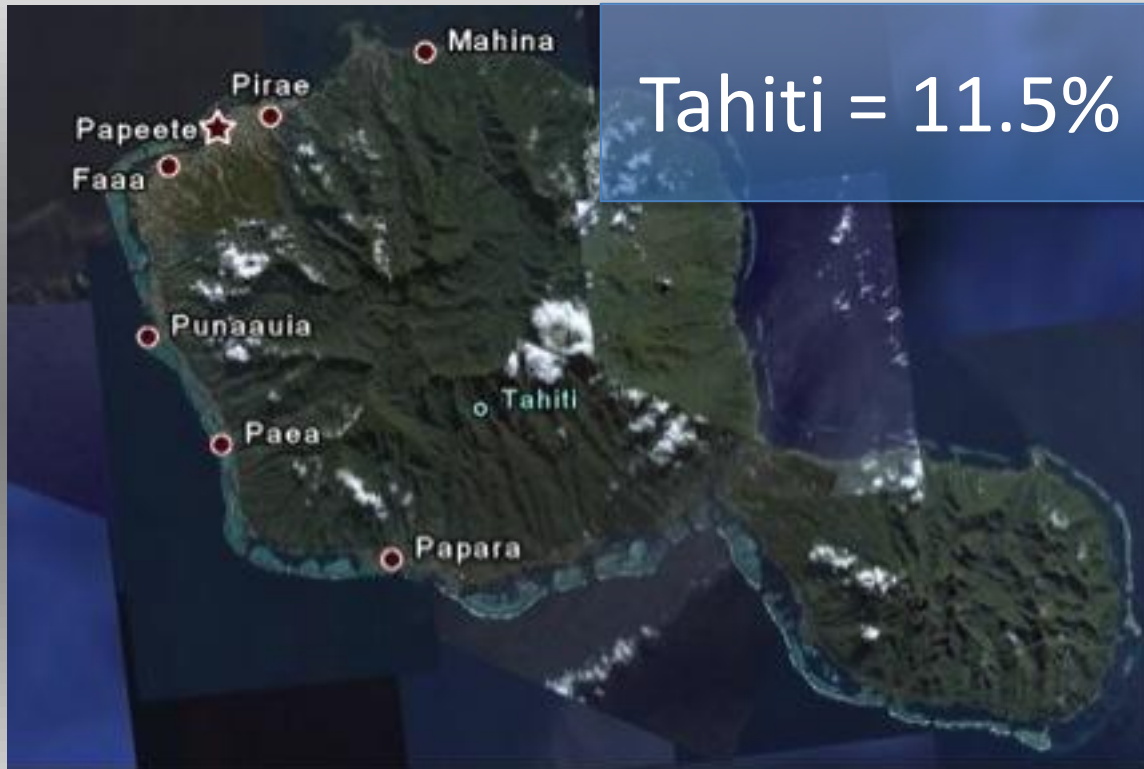 Tahiti = 11.5%
Mahina
Pirae
Papeete
Faaa
Punaauia
Tahiti
Paea
Papara